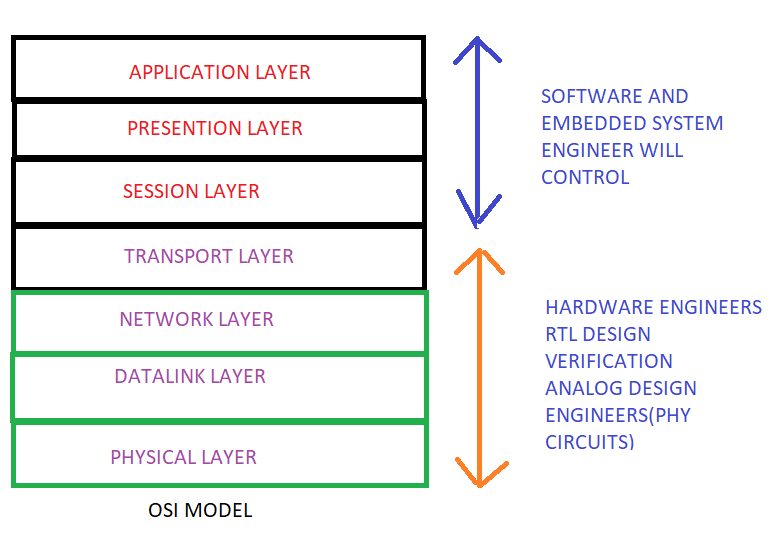 APPLICATION LAYER
PRESENTION LAYER
SESSION LAYER
TRANSPORT LAYER
NETWORK LAYER
DATALINK LAYER
PHYSICAL LAYER
OSI MODEL
SOFTWARE AND
EMBEDDED SYSTEM
ENGINEER WILL
CONTROL
HARDWARE ENGINEERS
RTL DESIGN
VERIFICATION
ANALOG DESIGN
ENGINEERS(PHY
CIRCUITS)